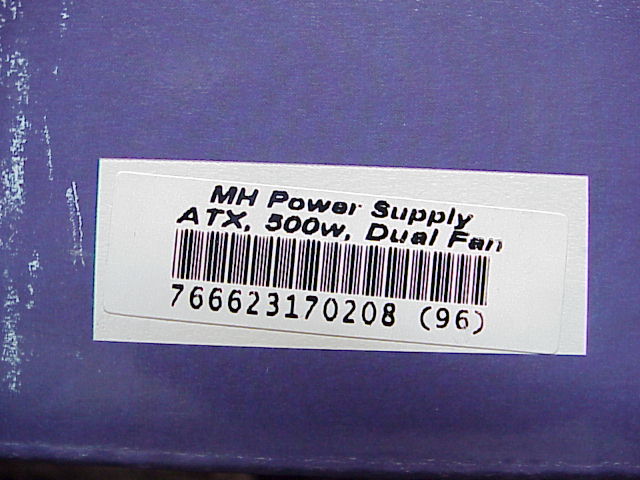 MH Power Supply
ATX, 500w, Dual Fan
766623170208 (96)